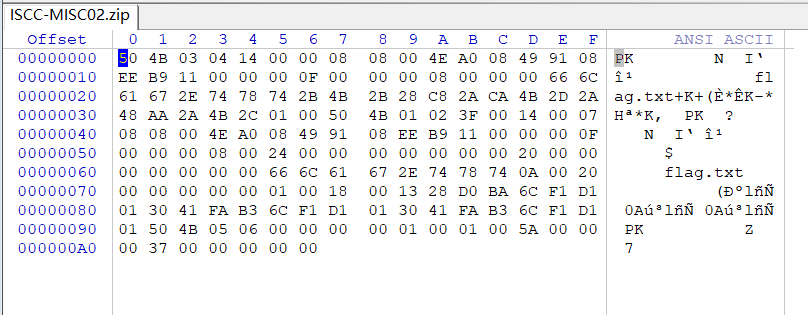 ISCC-MISC02.zip
Offset 0 1 2 3 4 5 6 7 8 9 A B C D E F ANSI ASCII
00000000 50 4B 03 04 14 00 00 08 08 00 4E A0 08 49 91 08 PK N I‘
00000010 EE B9 11 00 00 00 0F 00 00 00 08 00 00 00 66 6C î¹ fl
00000020 61 67 2E 74 78 74 2B 4B 2B 28 C8 2A CA 4B 2D 2A ag.txt+K+(È*ÊK-*
00000030 48 AA 2A 4B 2C 01 00 50 4B 01 02 3F 00 14 00 07 Hª*K, PK ?
00000040 08 08 00 4E A0 08 49 91 08 EE B9 11 00 00 00 0F N I‘ î¹
00000050 00 00 00 08 00 24 00 00 00 00 00 00 00 20 00 00 $
00000060 00 00 00 00 00 66 6C 61 67 2E 74 78 74 0A 00 20 flag.txt
00000070 00 00 00 00 00 01 00 18 00 13 28 D0 BA 6C F1 D1 (ÐºlñÑ
00000080 01 30 41 FA B3 6C F1 D1 01 30 41 FA B3 6C F1 D1 0Aúªlñ​Ñ 0AúªlñÑ
00000090 01 50 4B 05 06 00 00 00 00 01 00 01 00 5A 00 00 PK Z
000000A0 00 37 00 00 00 00 00 7